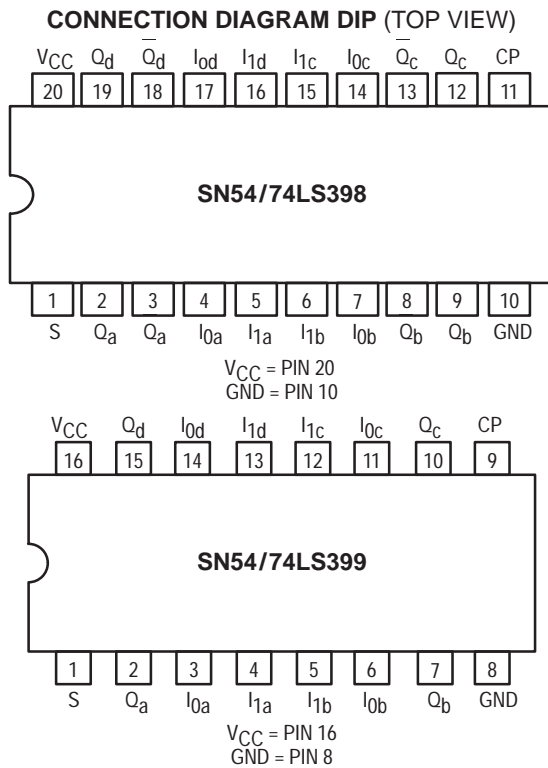 CONNECTION DIAGRAM DIP (TOP VIEW)
VCC Qd Q̅d I0d I1d I1c I0c Q̅c Qc CP
20 19 18 17 16 15 14 13 12 11
SN54/74LS398
1 2 3 4 5 6 7 8 9 10
S Qa Q̅a I0a I1a I1b I0b Q̅b Qb GND
VCC = PIN 20
GND = PIN 10
VCC Qd I0d I1d I1c I0c Qc CP
16 15 14 13 12 11 10 9
SN54/74LS399
1 2 3 4 5 6 7 8
S Qa I0a I1a I1b I0b Qb GND
VCC = PIN 16
GND = PIN 8